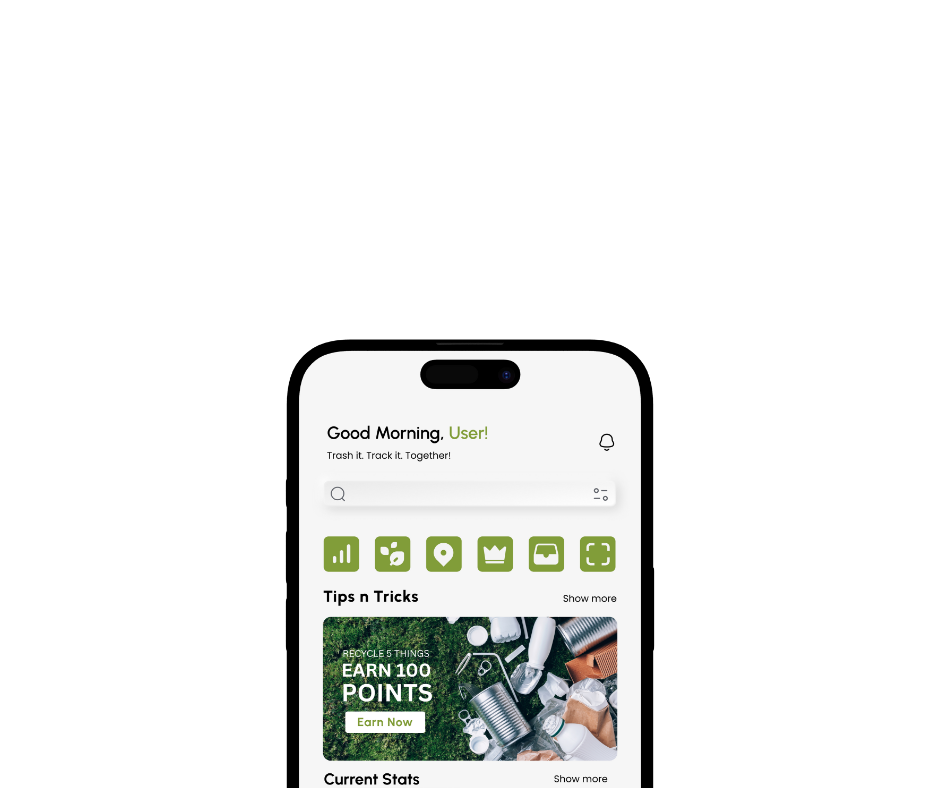 Good Morning, User!
Trash it. Track it. Together!
Tips n Tricks
Show more
RECYCLE 5 THINGS
EARN 100
POINTS
Earn Now
Current Stats
Show more